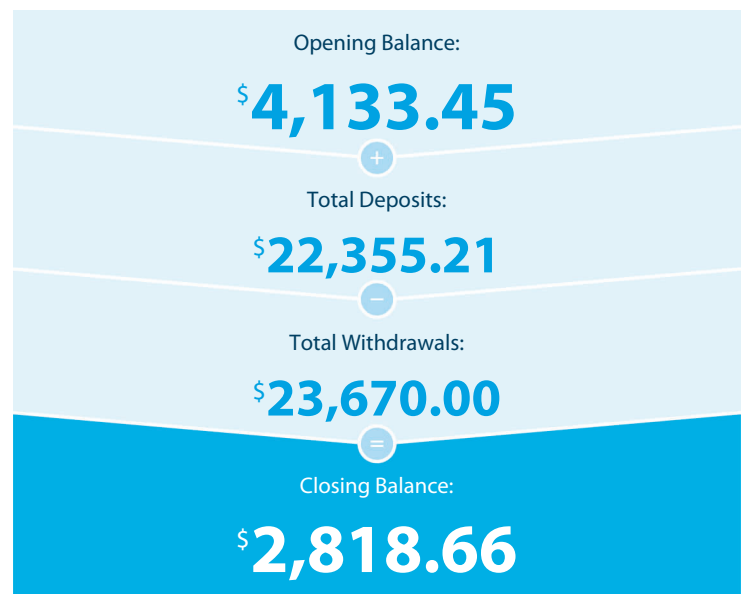 Opening Balance:
$4,133.45
+
Total Deposits:
$22,355.21
−
Total Withdrawals:
$23,670.00
=
Closing Balance:
$2,818.66